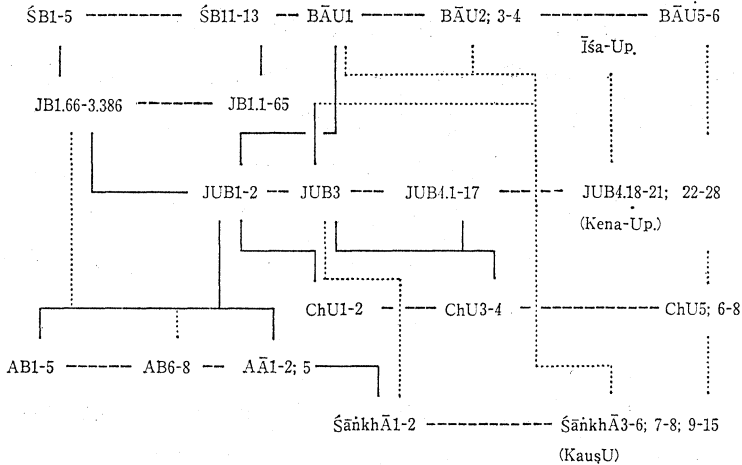 ŚB1-5 ŚB11-13 BĀU1 BĀU2; 3-4 BĀU5-6
Īśa-Up.
JB1.66-3.386 JB1.1-65
JUB1-2 JUB3 JUB4.1-17 JUB4.18-21; 22-28
(Kena-Up.)
ChU1-2 ChU3-4 ChU5; 6-8
AB1-5 AB6-8 AĀ1-2; 5
ŚāṅkhĀ1-2 ŚāṅkhĀ3-6; 7-8; 9-15
(KauṣU)